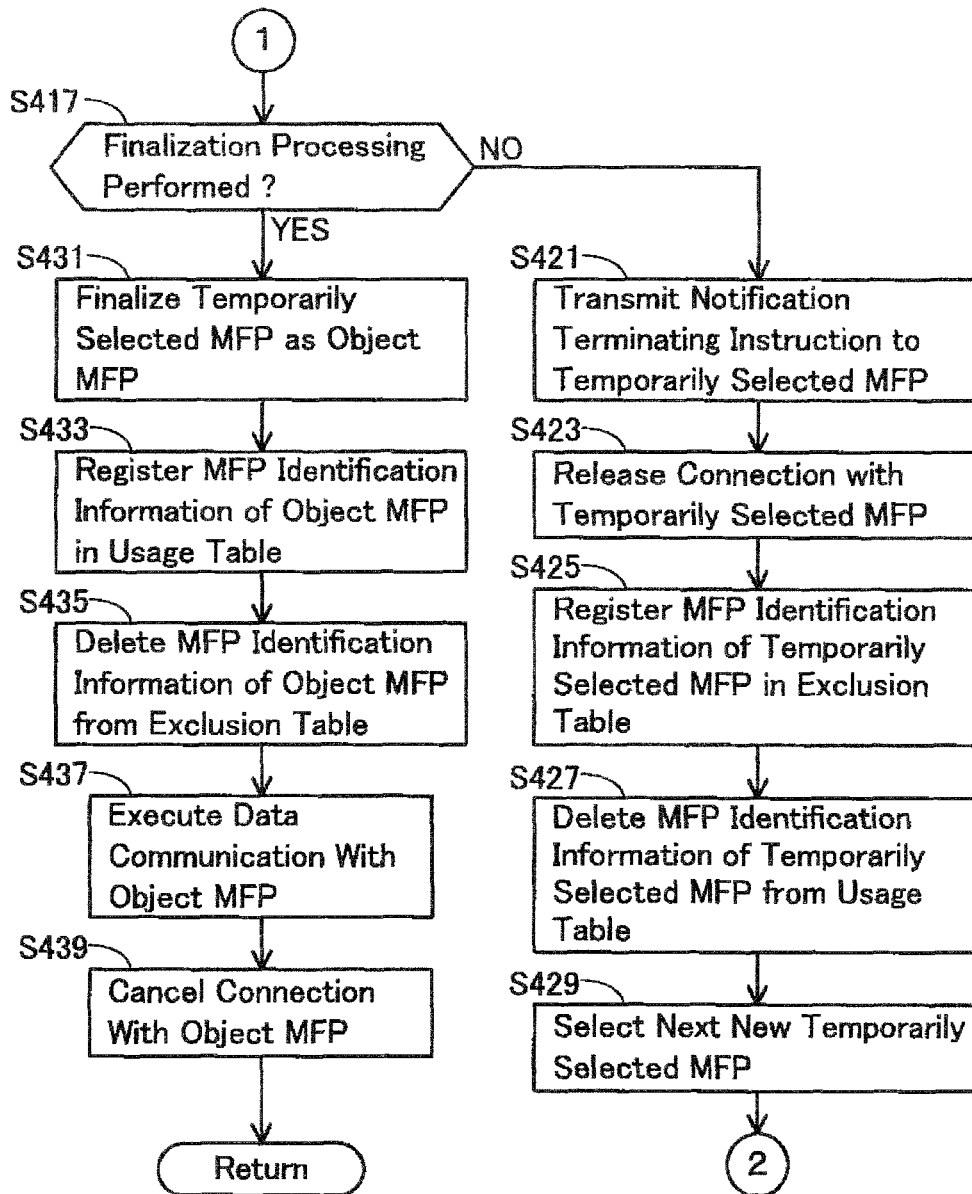 1
S417
Finalization Processing
Performed ?
NO
YES
S431
Finalize Temporarily
Selected MFP as Object
MFP
S433
Register MFP Identification
Information of Object MFP
in Usage Table
S435
Delete MFP Identification
Information of Object MFP
from Exclusion Table
S437
Execute Data
Communication With
Object MFP
S439
Cancel Connection
With Object MFP
Return
S421
Transmit Notification
Terminating Instruction to
Temporarily Selected MFP
S423
Release Connection with
Temporarily Selected MFP
S425
Register MFP Identification
Information of Temporarily
Selected MFP in Exclusion
Table
S427
Delete MFP Identification
Information of Temporarily
Selected MFP from Usage
Table
S429
Select Next New Temporarily
Selected MFP
2